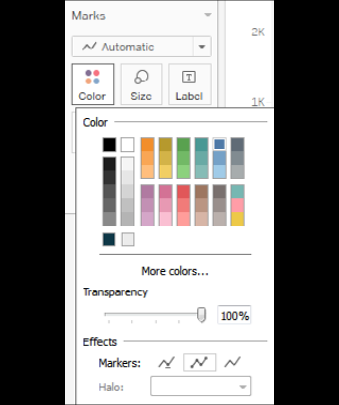 Marks
Automatic
2K
Color Size Label
T
1K
Color
More colors...
Transparency
100%
Effects
Markers:
Halo: